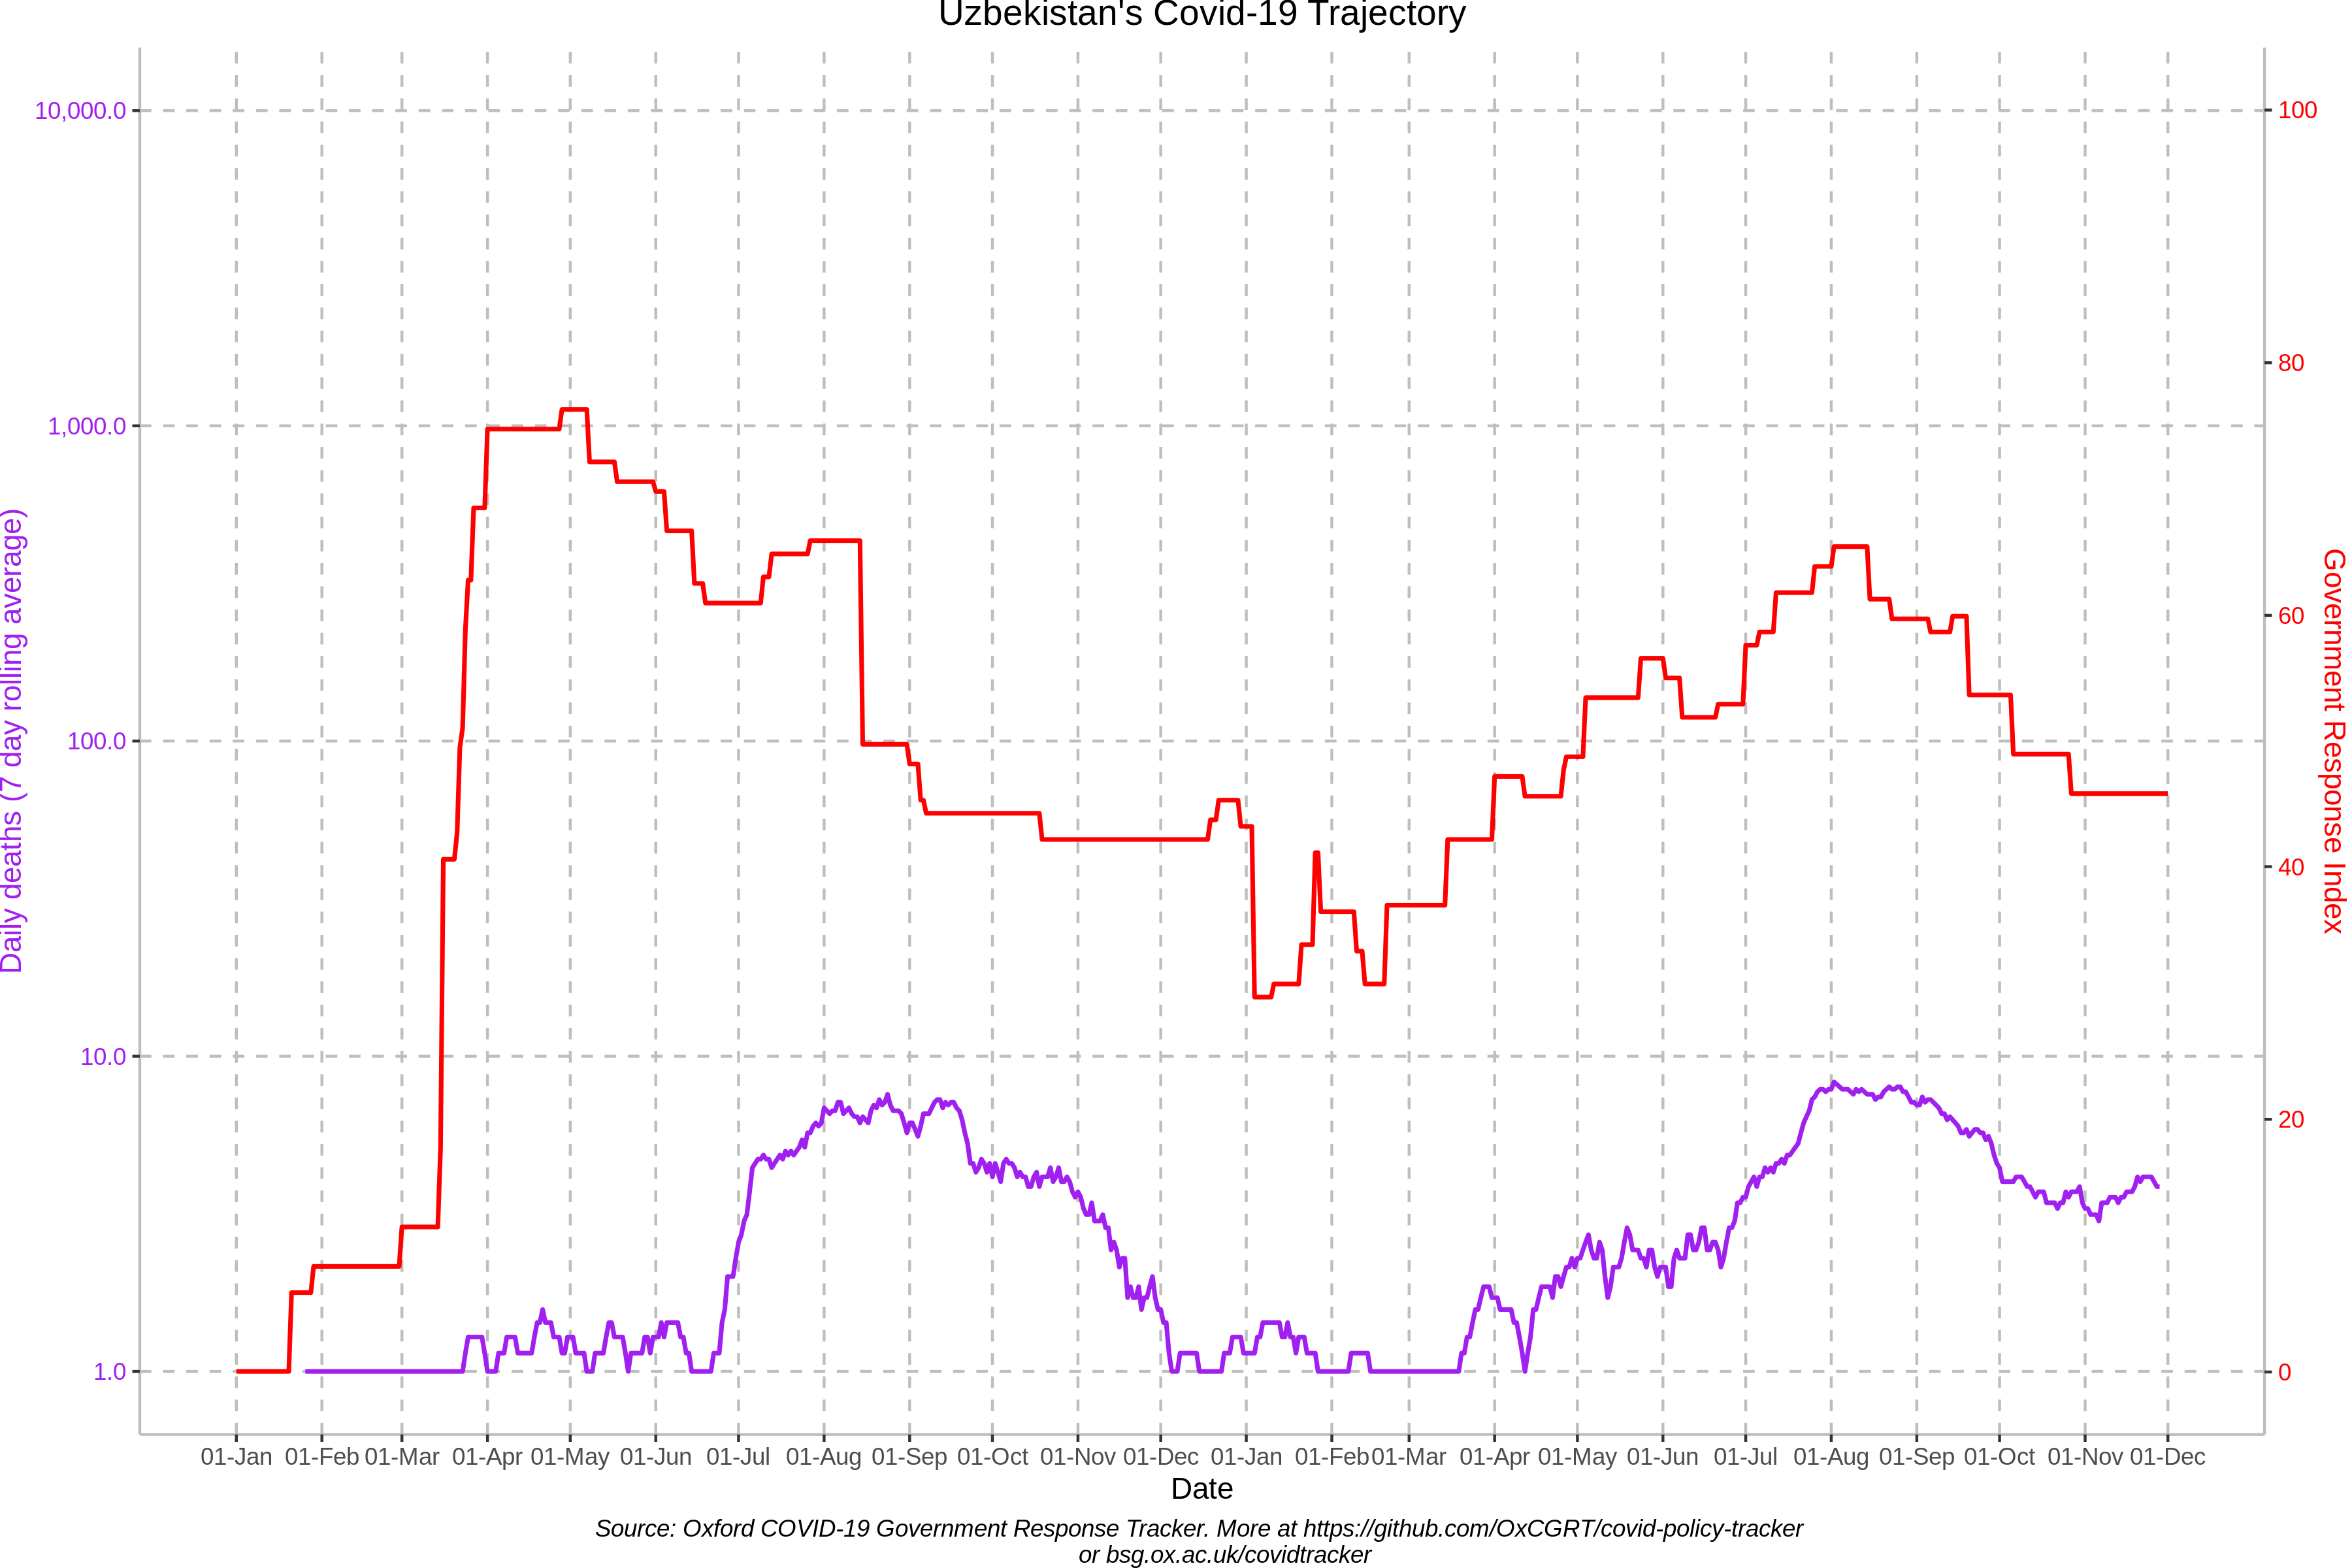 Uzbekistan's Covid-19 Trajectory
10,000.0
1,000.0
100.0
10.0
1.0
Daily deaths (7 day rolling average)
100
80
60
40
20
0
Government Response Index
01-Jan 01-Feb 01-Mar 01-Apr 01-May 01-Jun 01-Jul 01-Aug 01-Sep 01-Oct 01-Nov 01-Dec 01-Jan 01-Feb 01-Mar 01-Apr 01-May 01-Jun 01-Jul 01-Aug 01-Sep 01-Oct 01-Nov 01-Dec
Date
Source: Oxford COVID-19 Government Response Tracker. More at https://github.com/OxCGRT/covid-policy-tracker
or bsg.ox.ac.uk/covidtracker